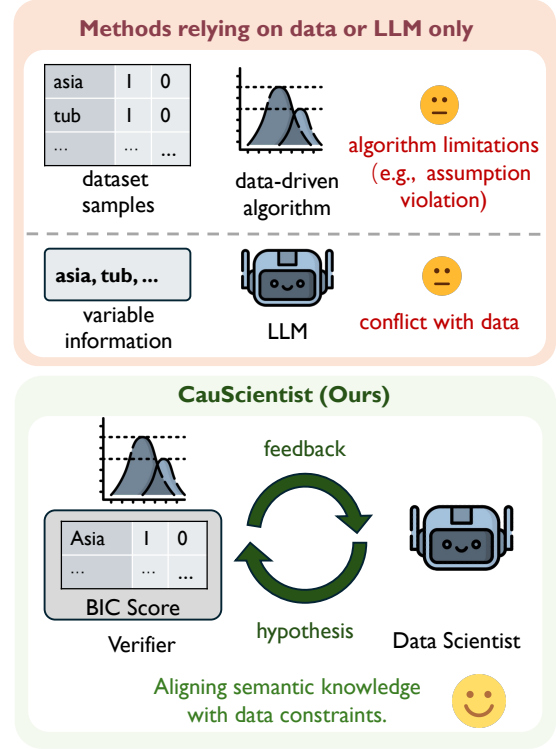 Methods relying on data or LLM only
asia 1 0
tub 1 0
... ... ...
dataset
samples
data-driven
algorithm
algorithm limitations
(e.g., assumption
violation)
asia, tub, ...
variable
information
LLM
conflict with data
CauScientist (Ours)
feedback
Asia 1 0
... ... ...
BIC Score
Verifier
hypothesis
Data Scientist
Aligning semantic knowledge
with data constraints.